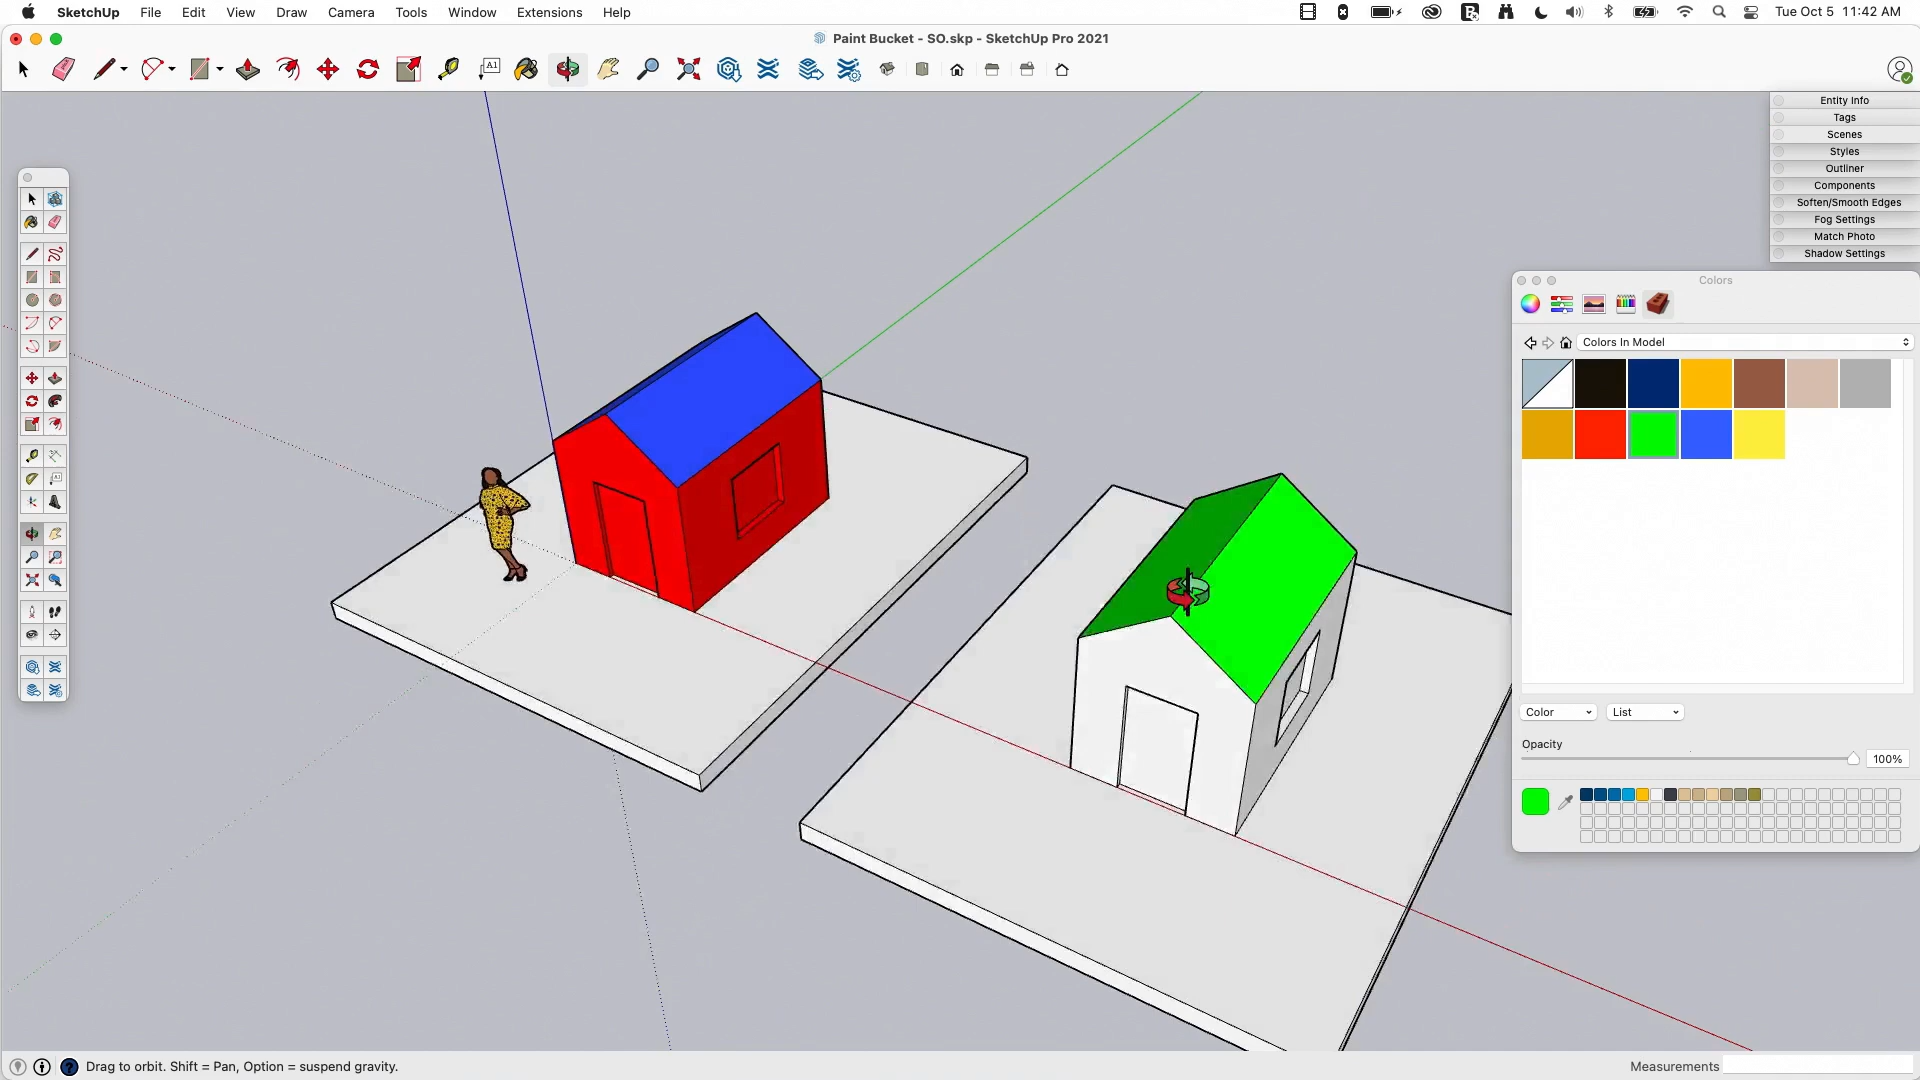 SketchUp File Edit View Draw Camera Tools Window Extensions Help Tue Oct 5 11:42 AM
Paint Bucket - SO.skp - SketchUp Pro 2021
A1
Entity Info
Tags
Scenes
Styles
Outliner
Components
Soften/Smooth Edges
Fog Settings
Match Photo
Shadow Settings
Colors
Colors In Model
Color List
Opacity
100%
Drag to orbit. Shift = Pan, Option = suspend gravity.
Measurements